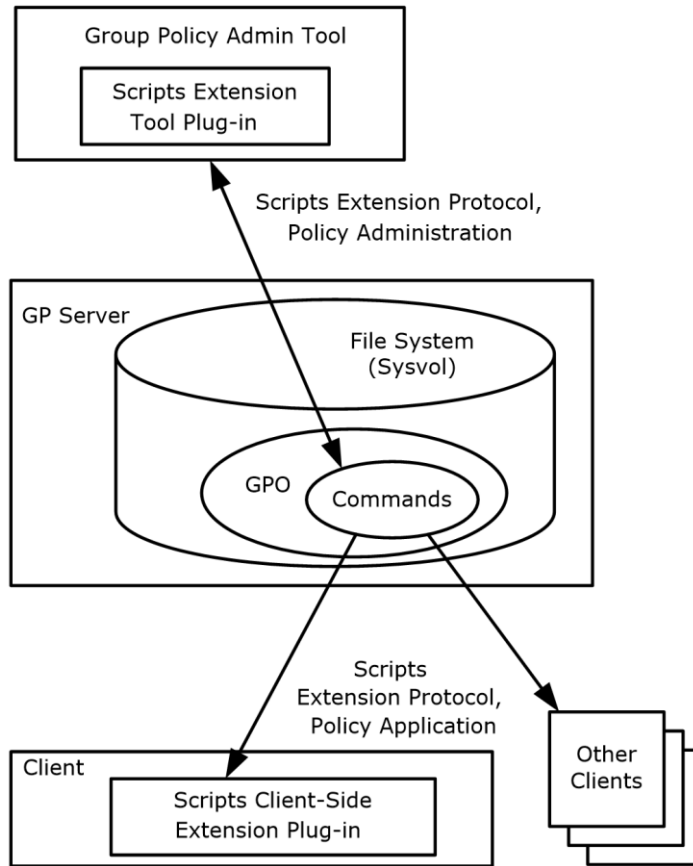 Group Policy Admin Tool
Scripts Extension
Tool Plug-in
Scripts Extension Protocol,
Policy Administration
GP Server
File System
(Sysvol)
GPO
Commands
Scripts
Extension Protocol,
Policy Application
Client
Scripts Client-Side
Extension Plug-in
Other
Clients